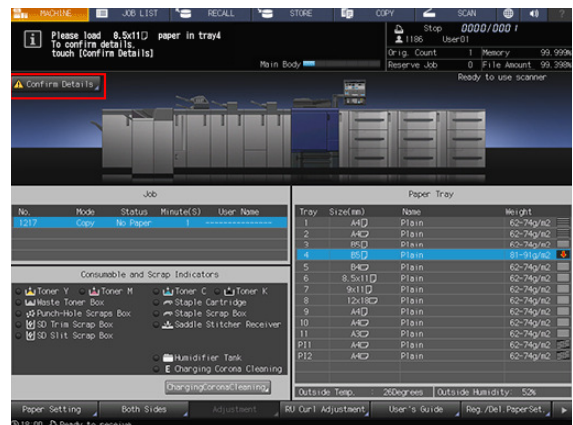 MACHINE JOB LIST RECALL STORE COPY SCAN ?
i Please load 8.5x11 paper in tray4
To confirm details,
touch [Confirm Details]
Main Body
Stop 0000/0001
1186 User01
Orig. Count 1 Memory 99.999%
Reserve Job 0 File Amount 99.398%
Ready to use scanner
Confirm Details
Job
No. Mode Status Minute(S) User Name
1217 Copy No Paper 1 --------------
Consumable and Scrap Indicators
Toner Y Toner M Toner C Toner K
Waste Toner Box Staple Cartridge
Punch-Hole Scraps Box Staple Scrap Box
SD Trim Scrap Box Saddle Stitcher Receiver
SD Slit Scrap Box
Humidifier Tank
E Charging Corona Cleaning
ChargingCoronaCleaning
Paper Tray
Tray Size(mm) Name Weight
1 A4 Plain 62-74g/m2
2 A4 Plain 62-74g/m2
3 B5 Plain 62-74g/m2
4 B5 Plain 81-91g/m2
5 B4 Plain 62-74g/m2
6 8.5x11 Plain 62-74g/m2
7 9x11 Plain 62-74g/m2
8 12x18 Plain 62-74g/m2
9 A4 Plain 62-74g/m2
10 A4 Plain 62-74g/m2
11 A3 Plain 62-74g/m2
PI1 A4 Plain 62-74g/m2
PI2 A4 Plain 62-74g/m2
Outside Temp. : 26Degrees Outside Humidity: 52%
Paper Setting Both Sides Adjustment RU Curl Adjustment User's Guide Reg./Del.PaperSet.
18:09 Ready to receive